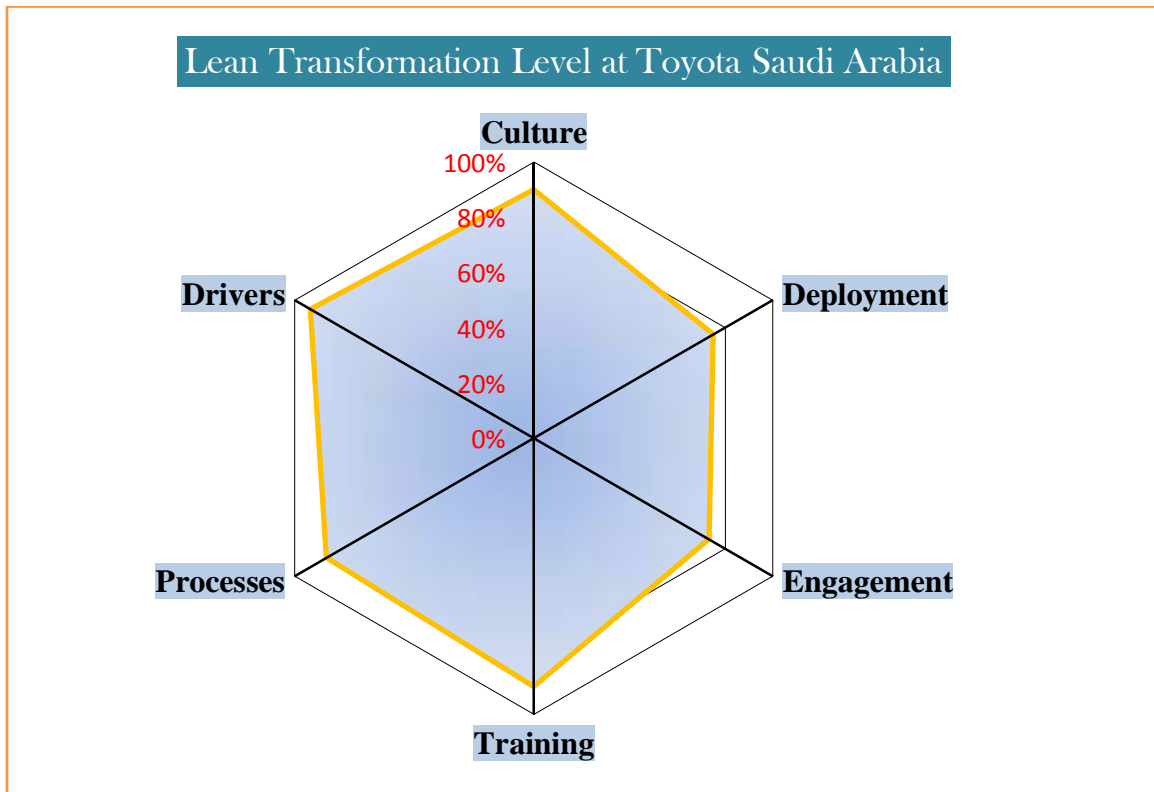 Lean Transformation Level at Toyota Saudi Arabia
Culture
100%
80%
Drivers
Deployment
60%
40%
20%
0%
Processes
Engagement
Training